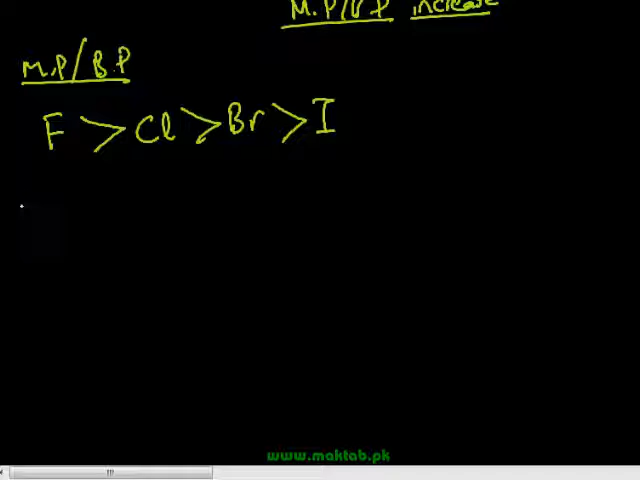 M.P/B.P increase
M.P/B.P
F > Cl > Br > I
www.maktab.pk